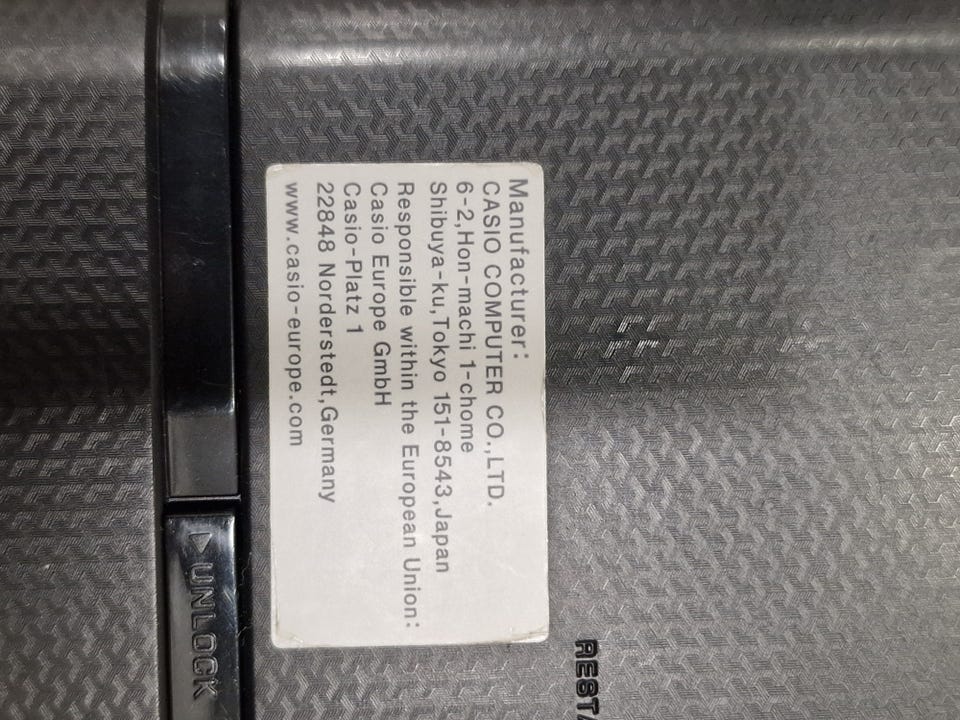 Manufacturer:
CASIO COMPUTER CO.,LTD.
6-2,Hon-machi 1-chome
Shibuya-ku,Tokyo 151-8543,Japan
Responsible within the European Union:
Casio Europe GmbH
Casio-Platz 1
22848 Norderstedt,Germany
www.casio-europe.com
UNLOCK